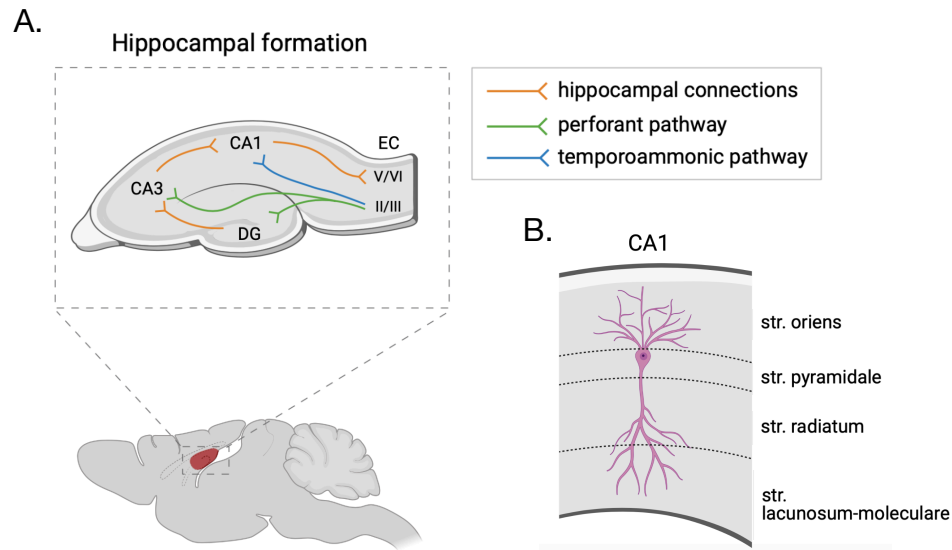 A.
Hippocampal formation
hippocampal connections
perforant pathway
temporoammonic pathway
CA1
EC
V/VI
CA3
II/III
DG
B.
CA1
str. oriens
str. pyramidale
str. radiatum
str.
lacunosum-moleculare